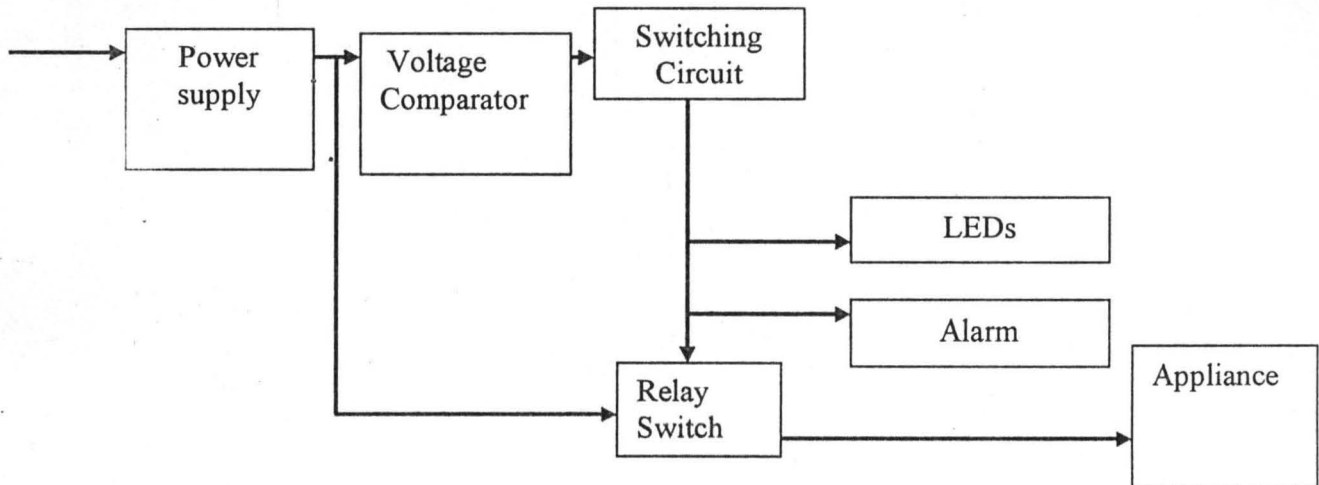 Power
supply
Voltage
Comparator
Switching
Circuit
LEDs
Alarm
Relay
Switch
Appliance